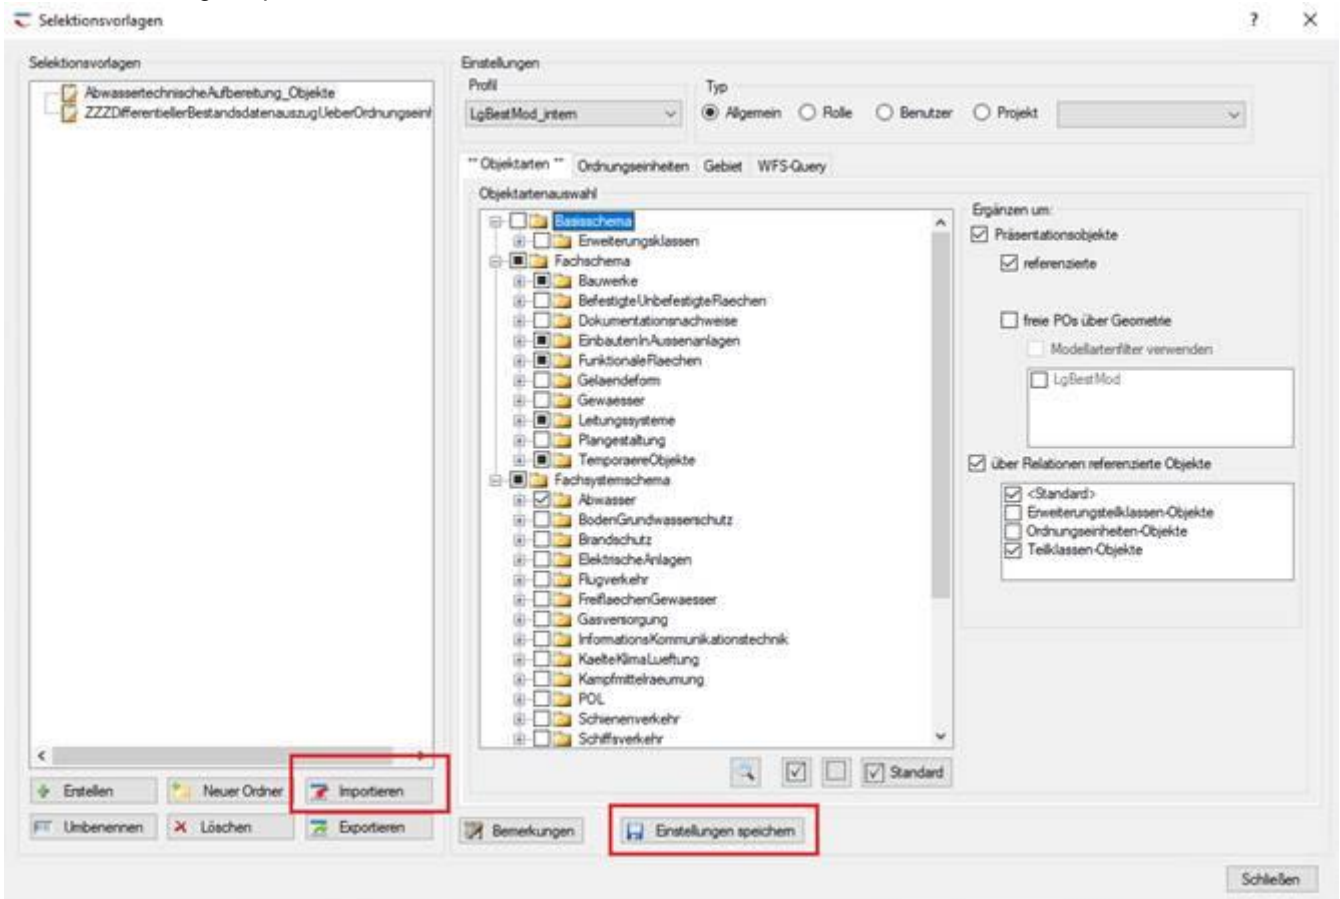 Selektionsvorlagen
?
Selektionsvorlagen
AbwassertechnischeAufbereitung_Objekte
ZZZDifferentiellerBestandsdatenauszugUeberOrdnungseinh
Erstellen
Neuer Ordner
Importieren
Umbenennen
Löschen
Exportieren
Einstellungen
Profil
LgBestMod_intern
Typ
Allgemein
Rolle
Benutzer
Projekt
** Objektarten **
Ordnungseinheiten
Gebiet
WFS-Query
Objektartenauswahl
Basisschema
Erweiterungsklassen
Fachschema
Bauwerke
BefestigteUnbefestigteFlaechen
Dokumentationsnachweise
EinbautenInAussenanlagen
FunktionaleFlaechen
Gelaendeform
Gewaesser
Leitungssysteme
Plangestaltung
TemporaereObjekte
Fachsystemschema
Abwasser
BodenGrundwasserschutz
Brandschutz
ElektrischeAnlagen
Flugverkehr
FreiflaechenGewaesser
Gasversorgung
InformationsKommunikationstechnik
KaelteKlimaLueftung
Kampfmittelraeumung
POL
Schienenverkehr
Schiffsverkehr
Standard
Ergänzen um:
Präsentationsobjekte
referenzierte
freie POs über Geometrie
Modellartenfilter verwenden
LgBestMod
über Relationen referenzierte Objekte
<Standard>
Erweiterungsteilklassen-Objekte
Ordnungseinheiten-Objekte
Teilklassen-Objekte
Bemerkungen
Einstellungen speichern
Schließen